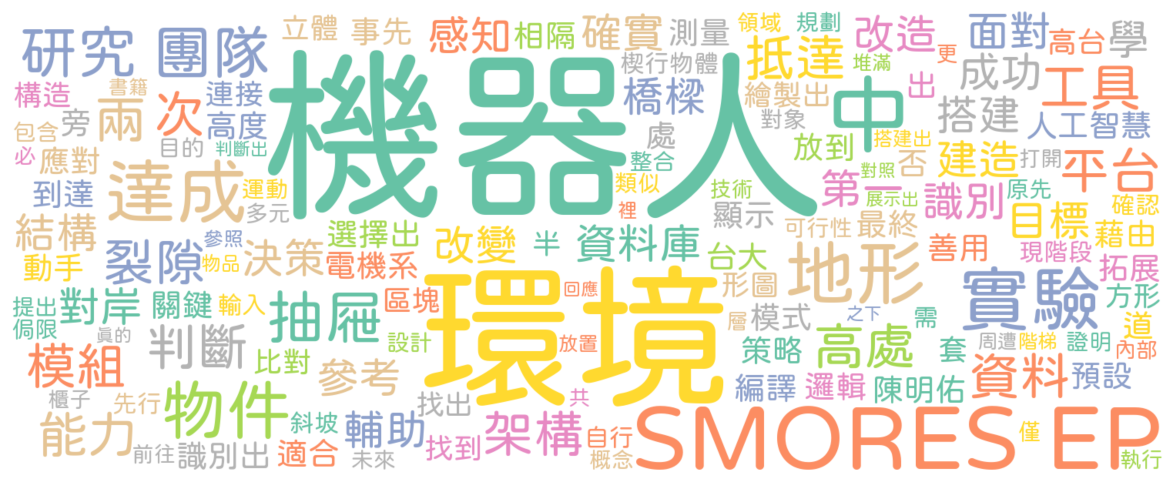 立體 事先 感知 相隔 確實 測量 領域 規劃 改造 更 面對 高台 學
研究 團隊 楔行物體 抵達 堆滿 成功 工具
構造 書籍 連接 機器人 橋樑 繪製出 中 出 搭建 人工智慧
包含 旁 兩 次 高度 處 對象 放到 搭建出 建造 打開 平台
必 應對 目的 判斷出 整合 否 對照
到達 達成 運動 多元 類似 技術 第一 展示出 識別 原先 目標 確認
結構 參照 選擇出 改變 半 資料庫 顯示 可行性 最終 善用 現階段 藉由
動手 裂隙 物品 決策 電機系 台大 地形 拓展
提出 對岸 關鍵 輸入 抽屜 區塊 環境 回應 形圖 實驗 方形
侷限 真的 判斷 設計 放置 層 模式 之下 需 周遭 階梯 證明 道 內部
模組 比對 策略 高處 套 資料 預設
櫃子 先行 物件 參考 找出 共 編譯 邏輯 陳明佑
能力 斜坡 輔助 架構 自行 SMORES EP 僅
前往 識別出 適合 未來 找到 概念 執行